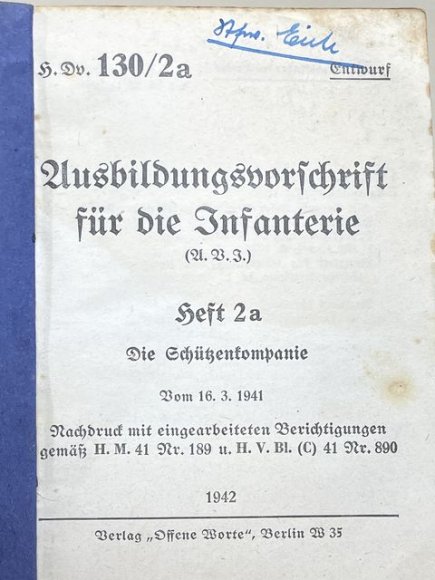 H.Dv. 130/2a
Entwurf
Ausbildungsvorschrift
für die Infanterie
(A.V.I.)
Heft 2a
Die Schützenkompanie
Vom 16. 3. 1941
Nachdruck mit eingearbeiteten Berichtigungen
gemäß H. M. 41 Nr. 189 u. H. V. Bl. (C) 41 Nr. 890
1942
Verlag „Offene Worte“, Berlin W 35